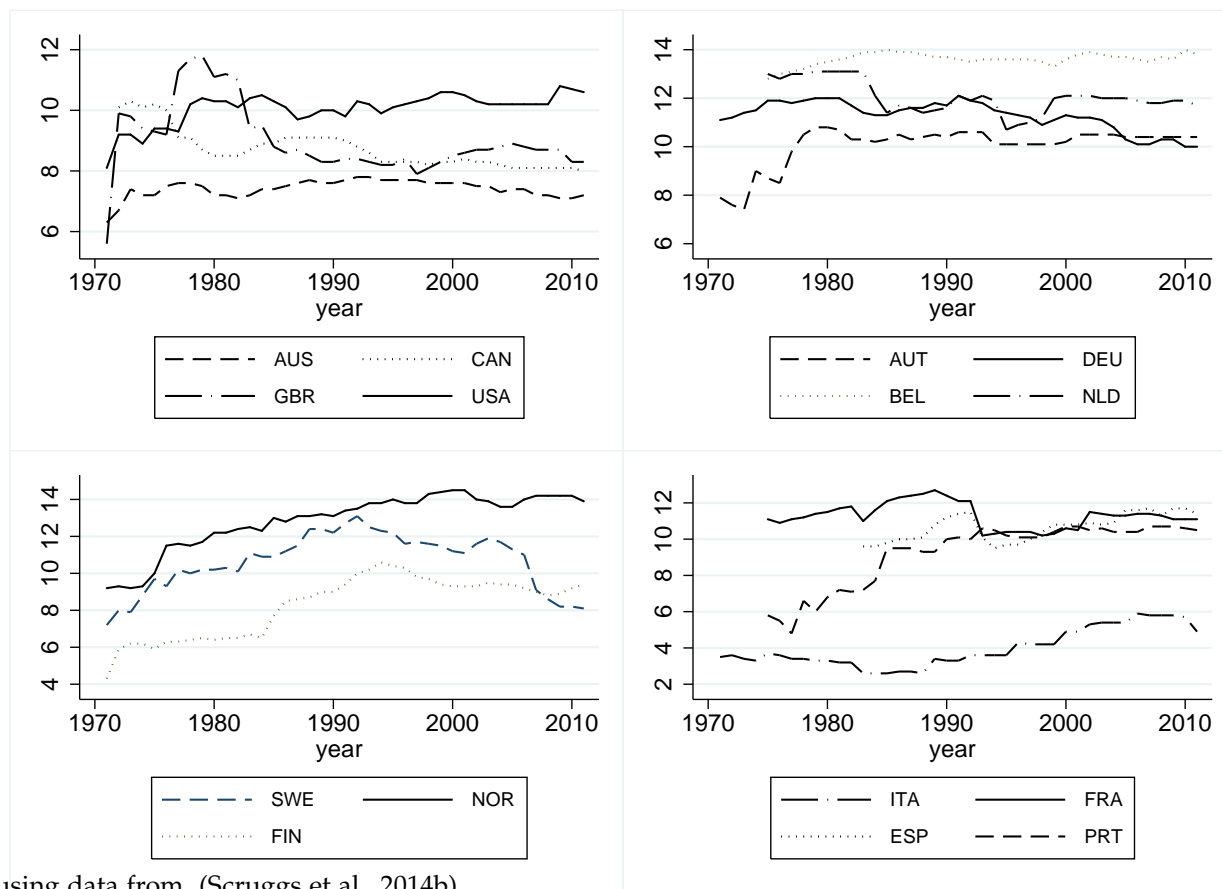 12
10
8
6
1970 1980 1990 2000 2010
year
AUS CAN
GBR USA
14
12
10
8
6
1970 1980 1990 2000 2010
year
AUT DEU
BEL NLD
14
12
10
8
6
4
1970 1980 1990 2000 2010
year
SWE NOR
FIN
12
10
8
6
4
2
1970 1980 1990 2000 2010
year
ITA FRA
ESP PRT
using data from (Scruggs et al., 2014b)